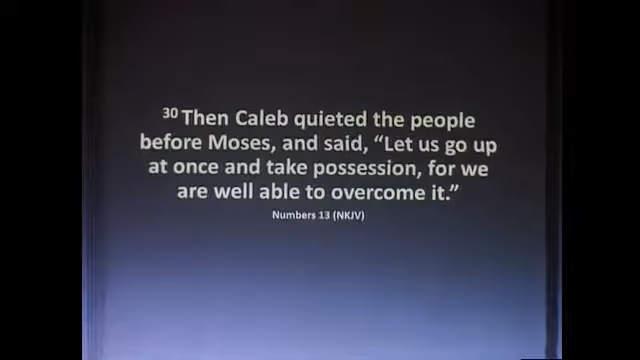 30 Then Caleb quieted the people
before Moses, and said, “Let us go up
at once and take possession, for we
are well able to overcome it.”
Numbers 13 (NKJV)